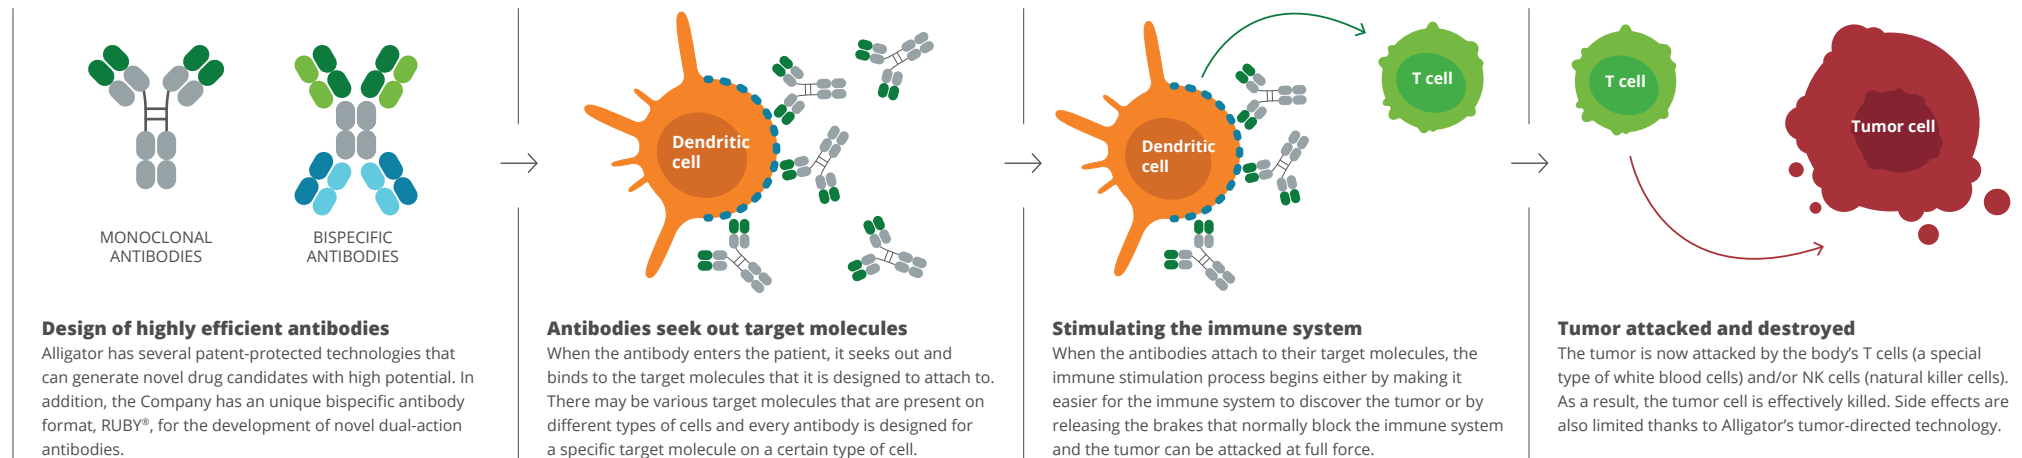 MONOCLONAL
ANTIBODIES
BISPECIFIC
ANTIBODIES
Design of highly efficient antibodies
Alligator has several patent-protected technologies that
can generate novel drug candidates with high potential. In
addition, the Company has an unique bispecific antibody
format, RUBY®, for the development of novel dual-action
antibodies.
Dendritic
cell
Antibodies seek out target molecules
When the antibody enters the patient, it seeks out and
binds to the target molecules that it is designed to attach to.
There may be various target molecules that are present on
different types of cells and every antibody is designed for
a specific target molecule on a certain type of cell.
Dendritic
cell
T cell
Stimulating the immune system
When the antibodies attach to their target molecules, the
immune stimulation process begins either by making it
easier for the immune system to discover the tumor or by
releasing the brakes that normally block the immune system
and the tumor can be attacked at full force.
T cell
Tumor cell
Tumor attacked and destroyed
The tumor is now attacked by the body’s T cells (a special
type of white blood cells) and/or NK cells (natural killer cells).
As a result, the tumor cell is effectively killed. Side effects are
also limited thanks to Alligator’s tumor-directed technology.